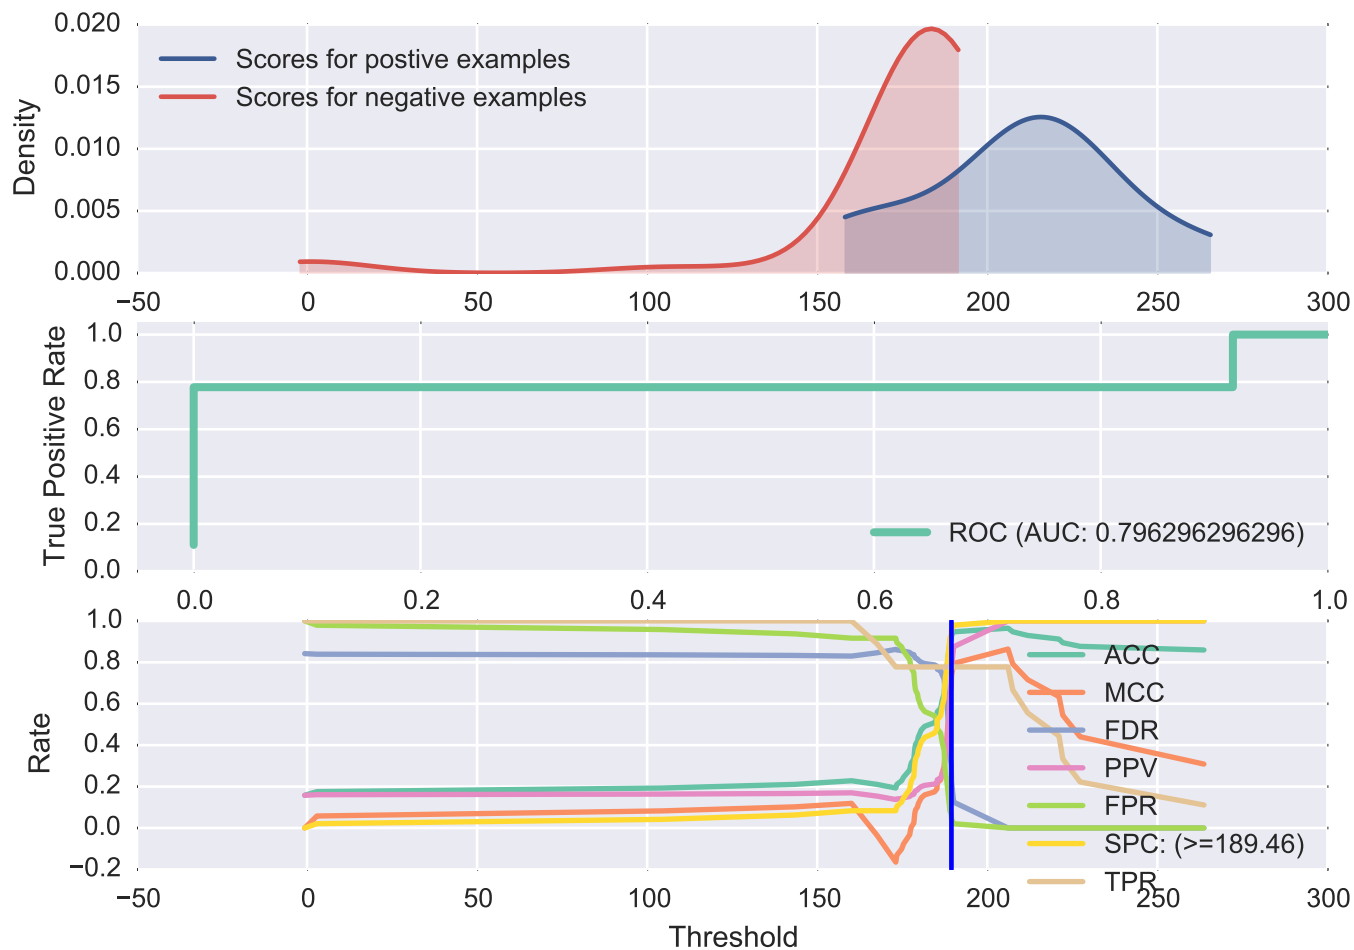 0.020
0.015
0.010
0.005
0.000
Density
Scores for postive examples
Scores for negative examples
−50 0 50 100 150 200 250 300
1.0
0.8
0.6
0.4
0.2
0.0
True Positive Rate
ROC (AUC: 0.796296296296)
0.0 0.2 0.4 0.6 0.8 1.0
1.0
0.8
0.6
0.4
0.2
0.0
−0.2
Rate
ACC
MCC
FDR
PPV
FPR
SPC: (>=189.46)
TPR
−50 0 50 100 150 200 250 300
Threshold